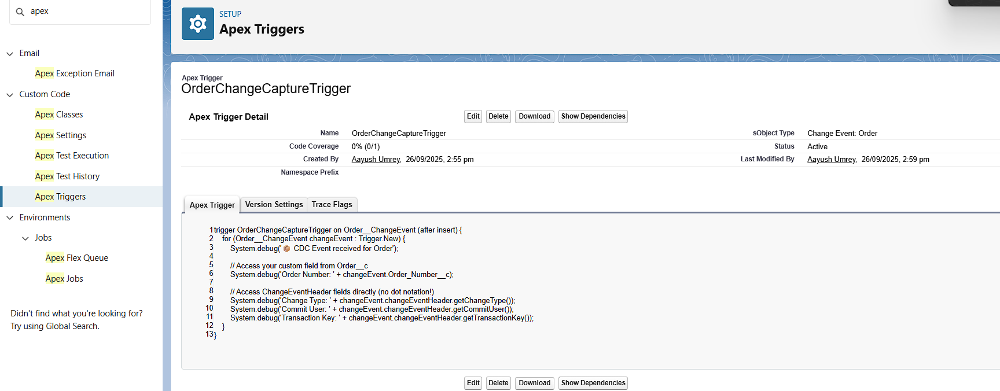 apex
Email
Apex Exception Email
Custom Code
Apex Classes
Apex Settings
Apex Test Execution
Apex Test History
Apex Triggers
Environments
Jobs
Apex Flex Queue
Apex Jobs
Didn't find what you're looking for?
Try using Global Search.
SETUP
Apex Triggers
Apex Trigger
OrderChangeCaptureTrigger
Apex Trigger Detail
Edit Delete Download Show Dependencies
Name OrderChangeCaptureTrigger sObject Type Change Event: Order
Code Coverage 0% (0/1) Status Active
Created By Aayush Umrey, 26/09/2025, 2:55 pm Last Modified By Aayush Umrey, 26/09/2025, 2:59 pm
Namespace Prefix
Apex Trigger Version Settings Trace Flags
1 trigger OrderChangeCaptureTrigger on Order__ChangeEvent (after insert) {
2 for (Order__ChangeEvent changeEvent : Trigger.New) {
3 System.debug('📦 CDC Event received for Order');
4
5 // Access your custom field from Order__c
6 System.debug('Order Number: ' + changeEvent.Order_Number__c);
7
8 // Access ChangeEventHeader fields directly (no dot notation!)
9 System.debug('Change Type: ' + changeEvent.changeEventHeader.getChangeType());
10 System.debug('Commit User: ' + changeEvent.changeEventHeader.getCommitUser());
11 System.debug('Transaction Key: ' + changeEvent.changeEventHeader.getTransactionKey());
12 }
13 }
Edit Delete Download Show Dependencies